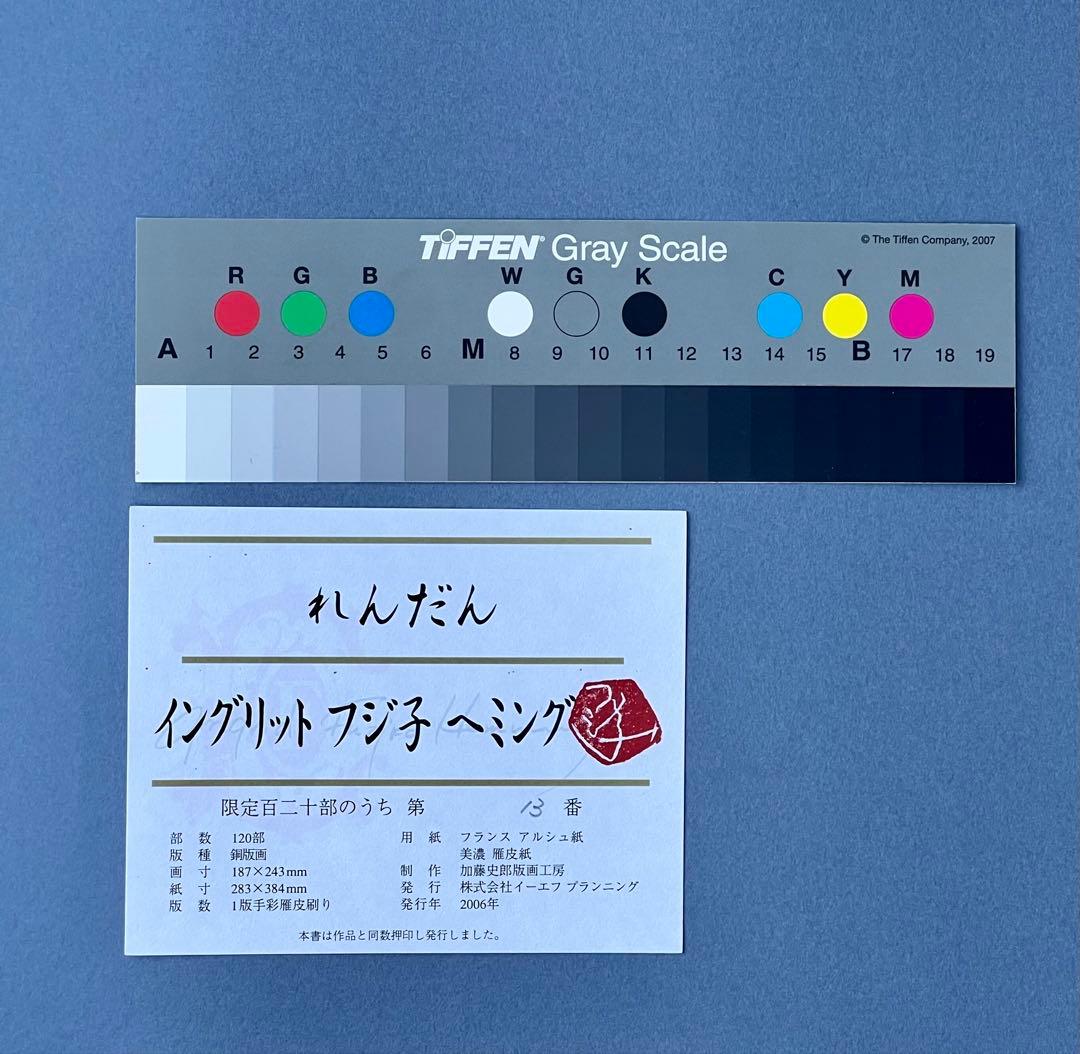 TIFFEN® Gray Scale
© The Tiffen Company, 2007
R G B W G K C Y M
A 1 2 3 4 5 6 M 8 9 10 11 12 13 14 15 B 17 18 19
れんだん
イングリット フジ子 ヘミング
限定百二十部のうち 第 13 番
部 数 120部
版 種 銅版画
画 寸 187×243mm
紙 寸 283×384mm
版 数 1版手彩雁皮刷り
用 紙 フランス アルシュ紙
美濃 雁皮紙
制 作 加藤史郎版画工房
発 行 株式会社イーエフ プランニング
発行年 2006年
本書は作品と同数押印し発行しました。